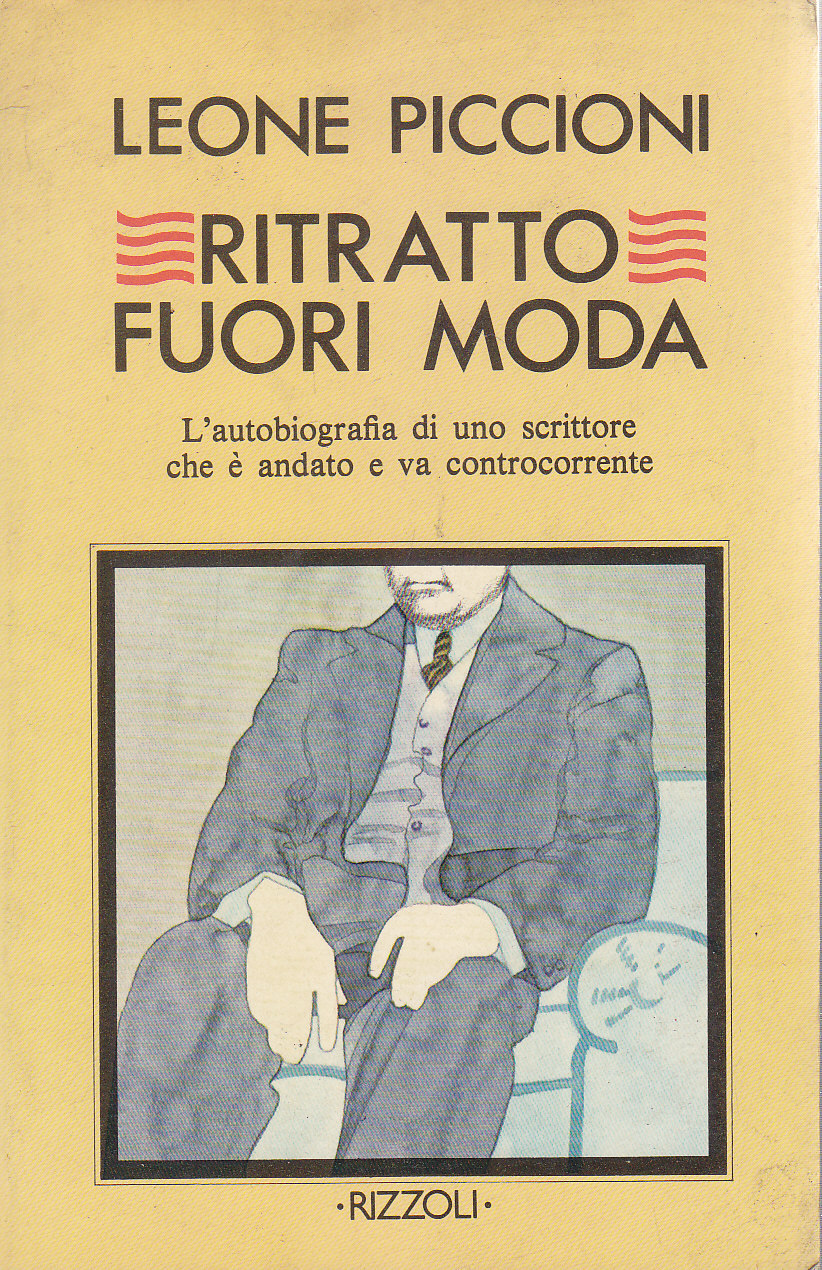 LEONE PICCIONI
RITRATTO
FUORI MODA
L'autobiografia di uno scrittore
che è andato e va controcorrente
·RIZZOLI·